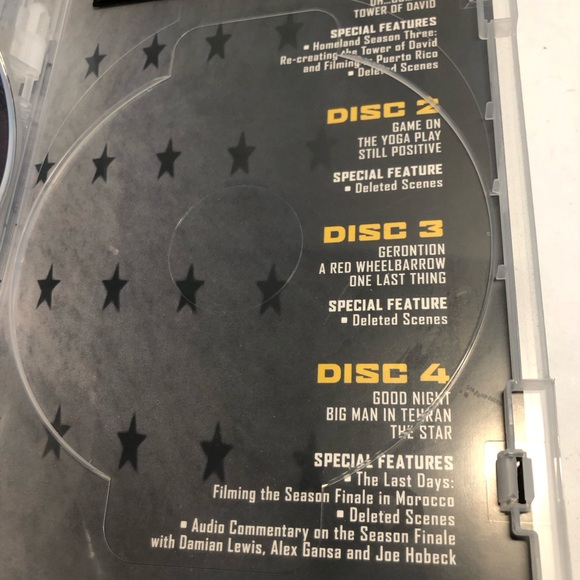 TOWER OF DAVID
SPECIAL FEATURES
▪ Homeland Season Three:
Re-creating the Tower of David
and Filming in Puerto Rico
▪ Deleted Scenes
DISC 2
GAME ON
THE YOGA PLAY
STILL POSITIVE
SPECIAL FEATURE
▪ Deleted Scenes
DISC 3
GERONTION
A RED WHEELBARROW
ONE LAST THING
SPECIAL FEATURE
▪ Deleted Scenes
DISC 4
GOOD NIGHT
BIG MAN IN TEHRAN
THE STAR
SPECIAL FEATURES
▪ The Last Days:
Filming the Season Finale in Morocco
▪ Deleted Scenes
▪ Audio Commentary on the Season Finale
with Damian Lewis, Alex Gansa and Joe Hobeck